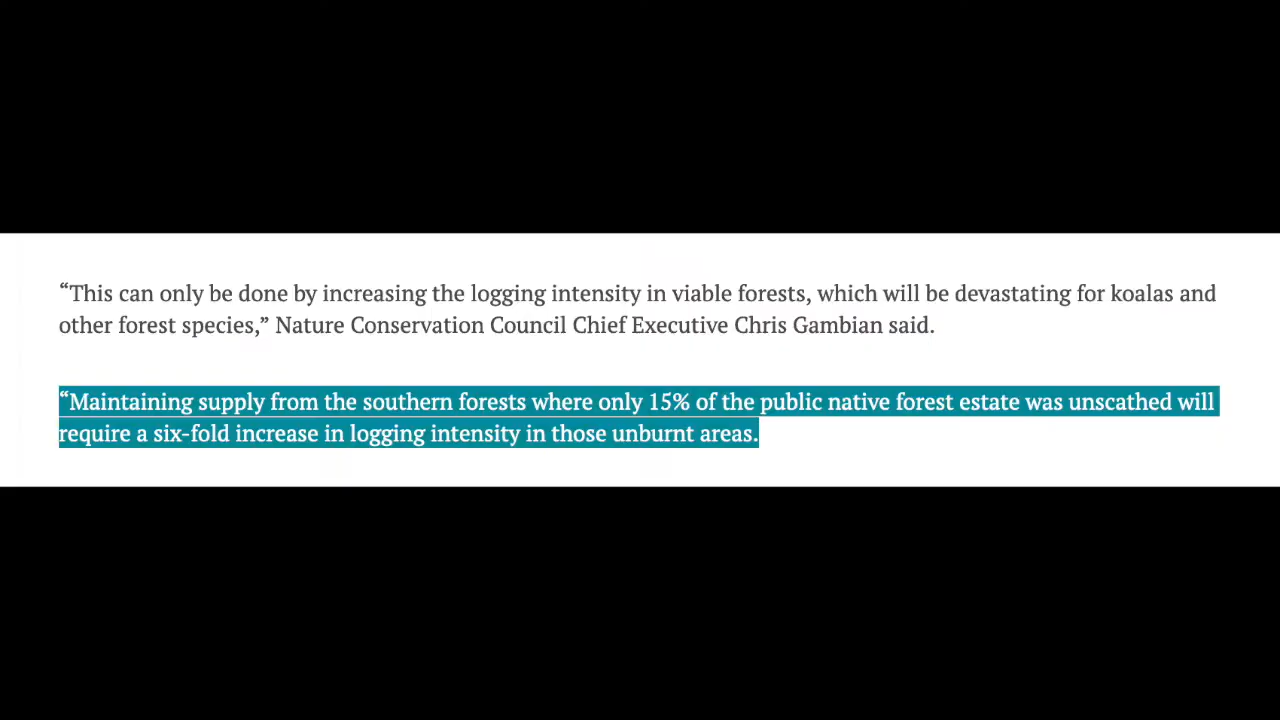 “This can only be done by increasing the logging intensity in viable forests, which will be devastating for koalas and
other forest species,” Nature Conservation Council Chief Executive Chris Gambian said.
“Maintaining supply from the southern forests where only 15% of the public native forest estate was unscathed will
require a six-fold increase in logging intensity in those unburnt areas.